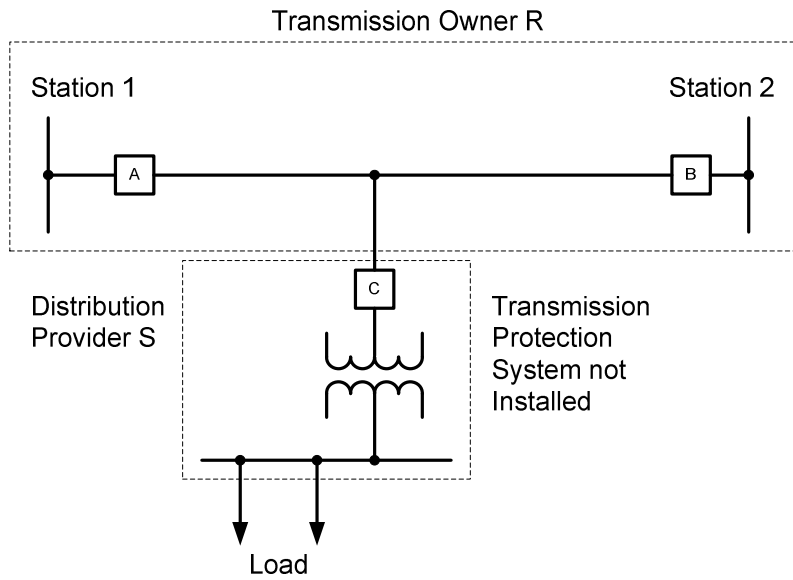 Transmission Owner R
Station 1
Station 2
A
B
C
Distribution
Provider S
Transmission
Protection
System not
Installed
Load